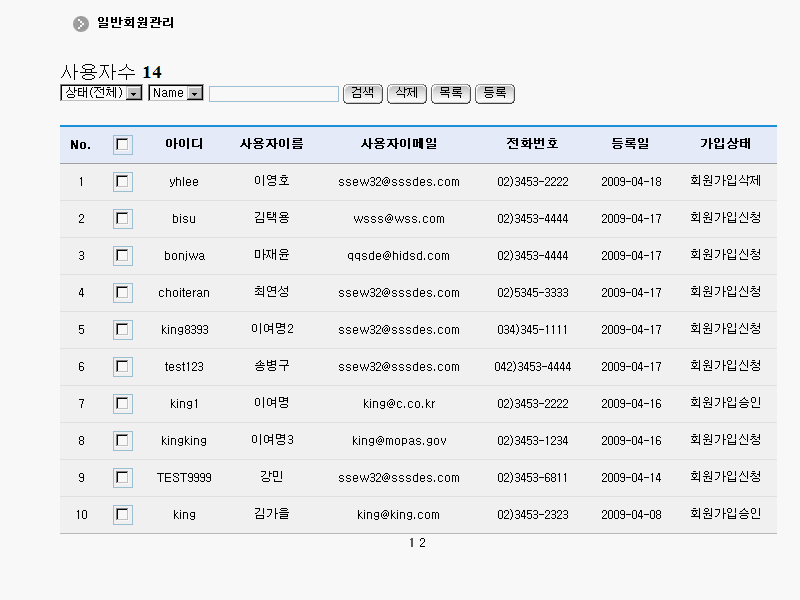 일반회원관리
사용자수 14
상태(전체) Name 검색 삭제 목록 등록
No. 아이디 사용자이름 사용자이메일 전화번호 등록일 가입상태
1 yhlee 이영호 ssew32@sssdes.com 02)3453-2222 2009-04-18 회원가입삭제
2 bisu 김택용 wsss@wss.com 02)3453-4444 2009-04-17 회원가입신청
3 bonjwa 마재윤 qqsde@hidsd.com 02)3453-4444 2009-04-17 회원가입신청
4 choiteran 최연성 ssew32@sssdes.com 02)5345-3333 2009-04-17 회원가입신청
5 king8393 이여명2 ssew32@sssdes.com 034)345-1111 2009-04-17 회원가입신청
6 test123 송병구 ssew32@sssdes.com 042)3453-4444 2009-04-17 회원가입신청
7 king1 이여명 king@c.co.kr 02)3453-2222 2009-04-16 회원가입승인
8 kingking 이여명3 king@mopas.gov 02)3453-1234 2009-04-16 회원가입신청
9 TEST9999 강민 ssew32@sssdes.com 02)3453-6811 2009-04-14 회원가입신청
10 king 김가을 king@king.com 02)3453-2323 2009-04-08 회원가입승인
1 2